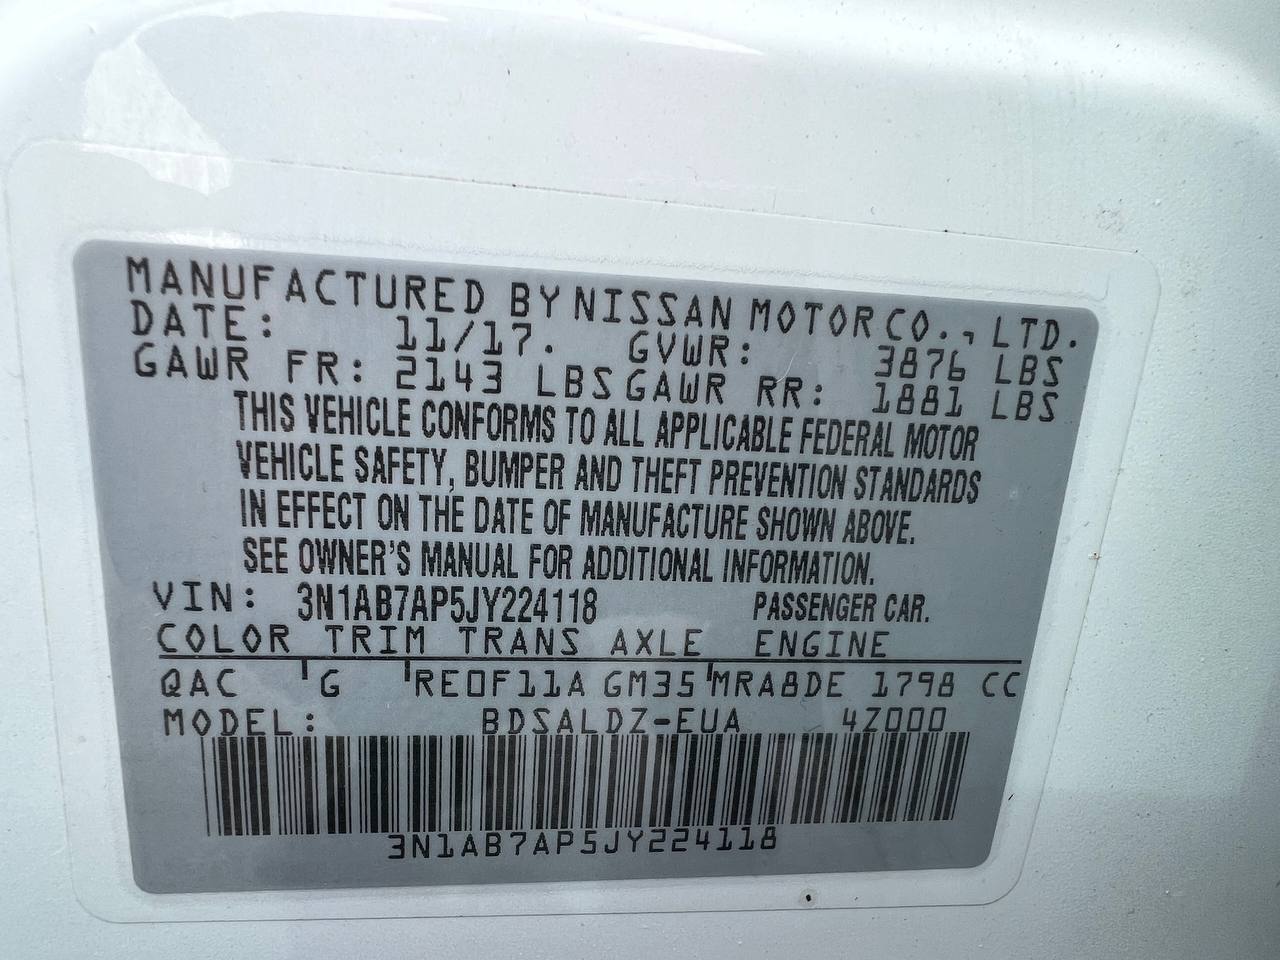 MANUFACTURED BY NISSAN MOTOR CO., LTD.
DATE: 11/17. GVWR: 3876 LBS
GAWR FR: 2143 LBS GAWR RR: 1881 LBS
THIS VEHICLE CONFORMS TO ALL APPLICABLE FEDERAL MOTOR
VEHICLE SAFETY, BUMPER AND THEFT PREVENTION STANDARDS
IN EFFECT ON THE DATE OF MANUFACTURE SHOWN ABOVE.
SEE OWNER'S MANUAL FOR ADDITIONAL INFORMATION.
VIN: 3N1AB7AP5JY224118 PASSENGER CAR.
COLOR TRIM TRANS AXLE ENGINE
QAC G RE0F11A GM35 MRA8DE 1798 CC
MODEL: BDSALDZ-EUA 4Z000
3N1AB7AP5JY224118